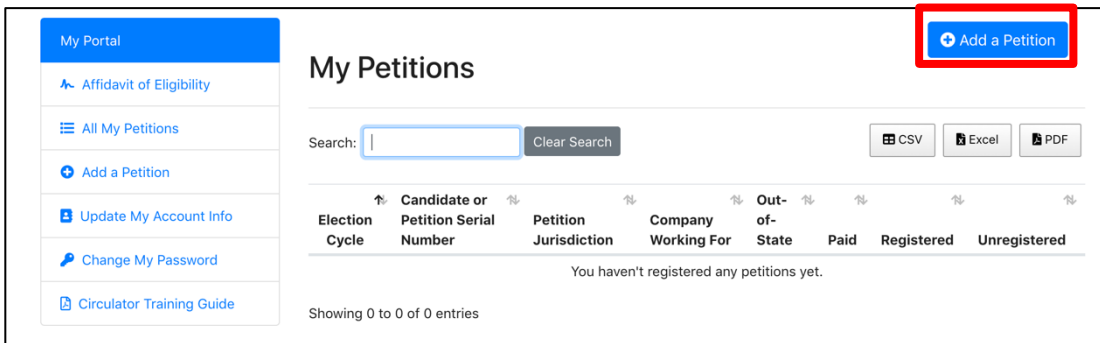 My Portal
Affidavit of Eligibility
All My Petitions
Add a Petition
Update My Account Info
Change My Password
Circulator Training Guide
Add a Petition
My Petitions
Search:
Clear Search
CSV
Excel
PDF
Election Cycle
Candidate or Petition Serial Number
Petition Jurisdiction
Company Working For
Out-of-State
Paid
Registered
Unregistered
You haven't registered any petitions yet.
Showing 0 to 0 of 0 entries